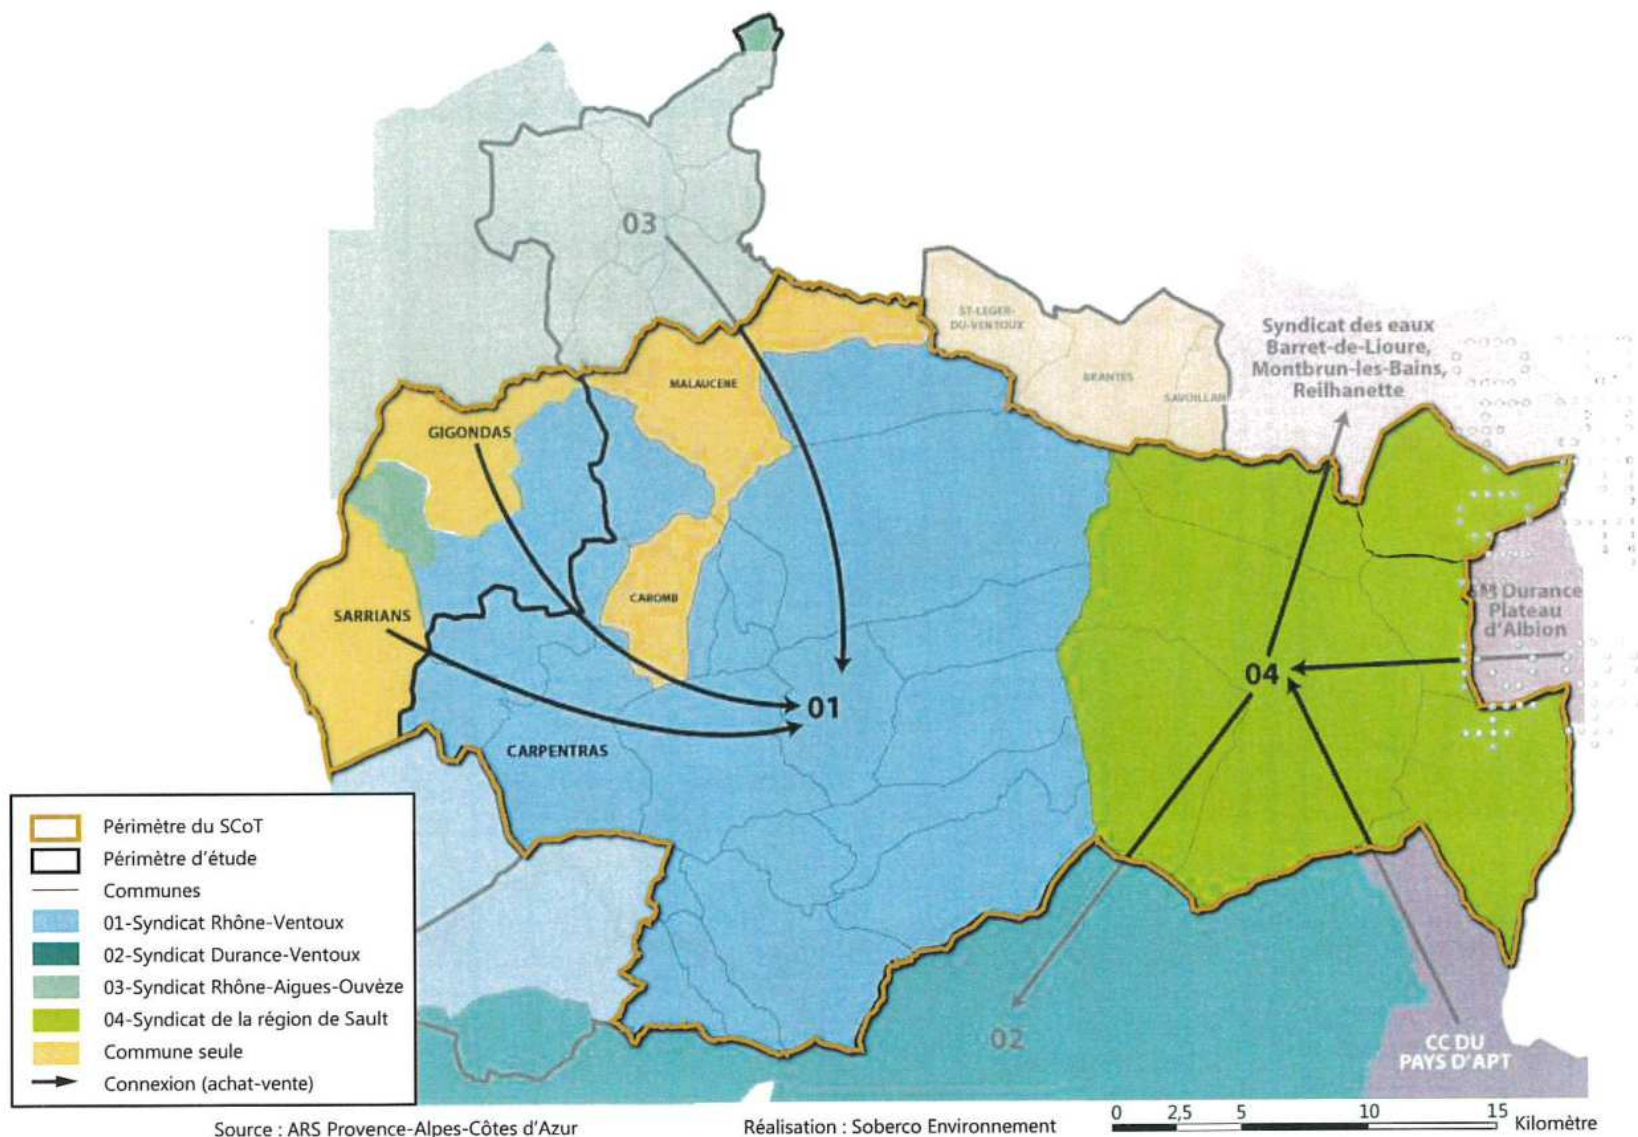 03
ST-LEGER-
DU-VENTOUX
BRANTES
SAVOILLAN
Syndicat des eaux
Barret-de-Lioure,
Montbrun-les-Bains,
Reilhanette
MALAUCENE
GIGONDAS
CAROMB
SARRIANS
SM Durance
Plateau
d'Albion
04
01
CARPENTRAS
02
CC DU
PAYS D'APT
Périmètre du SCoT
Périmètre d'étude
Communes
01-Syndicat Rhône-Ventoux
02-Syndicat Durance-Ventoux
03-Syndicat Rhône-Aigues-Ouvèze
04-Syndicat de la région de Sault
Commune seule
Connexion (achat-vente)
Source : ARS Provence-Alpes-Côtes d'Azur
Réalisation : Soberco Environnement
0 2,5 5 10 15 Kilomètre